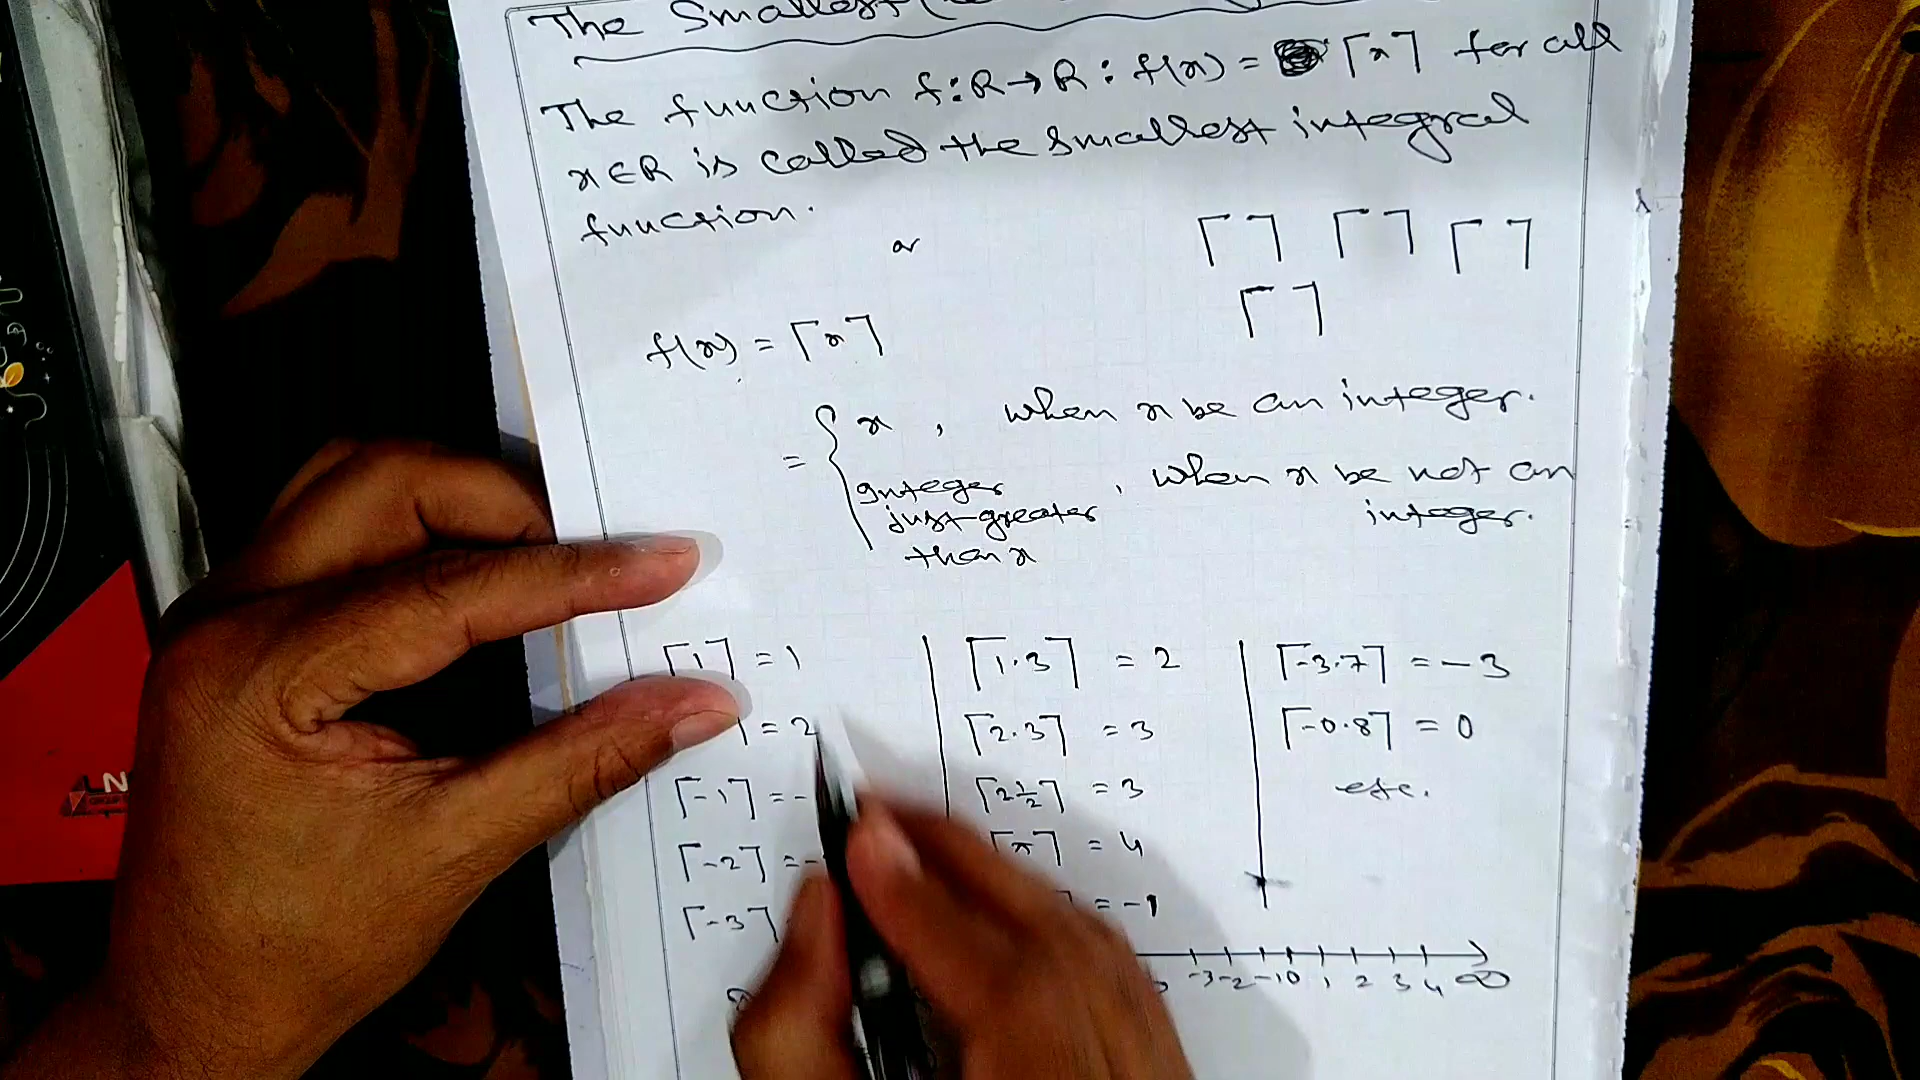 The Smallest
The function f:R→R: f(x) = ⌈x⌉ for all
x∈R is called the smallest integral
function.
or
⌈ ⌉ ⌈ ⌉ ⌈ ⌉
⌈ ⌉
f(x) = ⌈x⌉
= { x , when x be an integer.
Integer just greater than x , when x be not an integer.
⌈1⌉ = 1
= 2
⌈-1⌉ = -
⌈-2⌉ = -
⌈-3⌉
⌈1.3⌉ = 2
⌈2.3⌉ = 3
⌈2½⌉ = 3
⌈π⌉ = 4
= -1
⌈-3.7⌉ = -3
⌈-0.8⌉ = 0
etc.
-3 -2 -1 0 1 2 3 4 ∞
LN